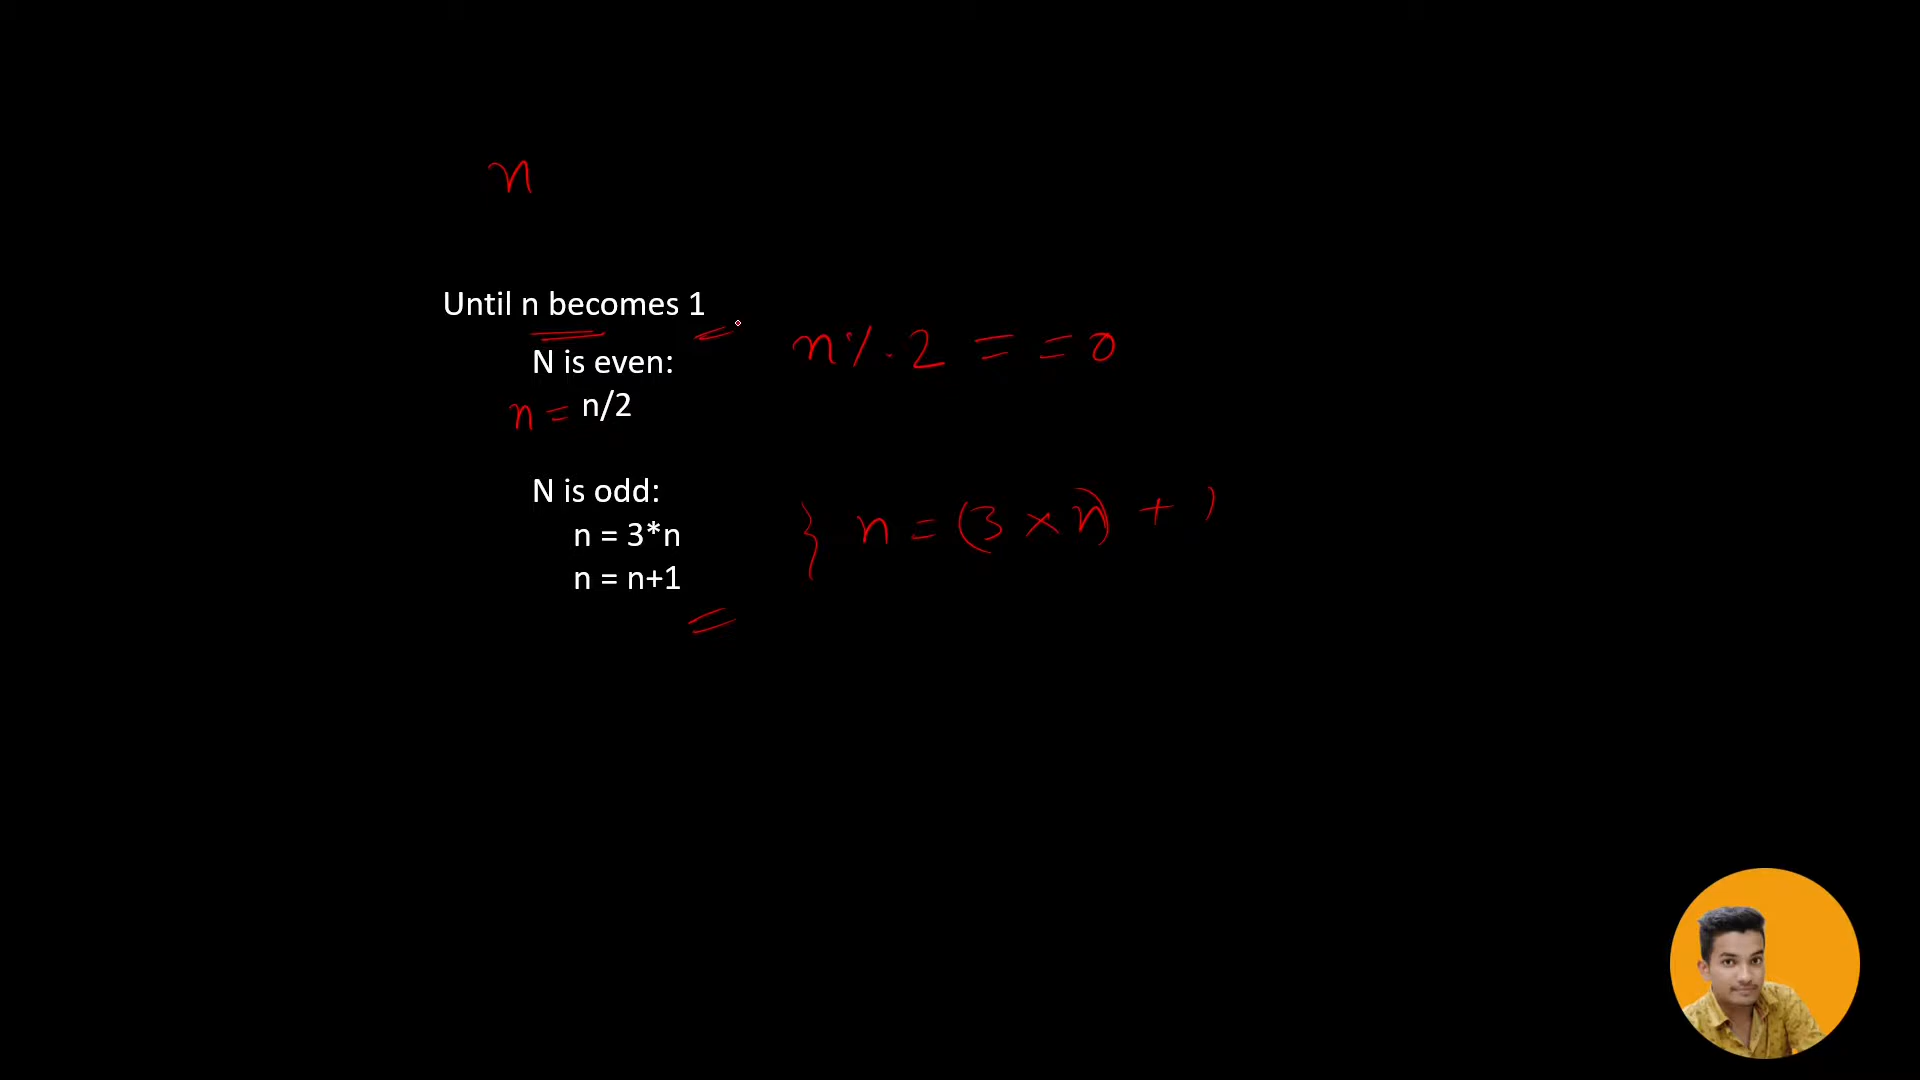 n
Until n becomes 1
N is even: n % 2 = = 0
n = n/2
N is odd:
n = 3*n } n = (3 × n) + 1
n = n+1